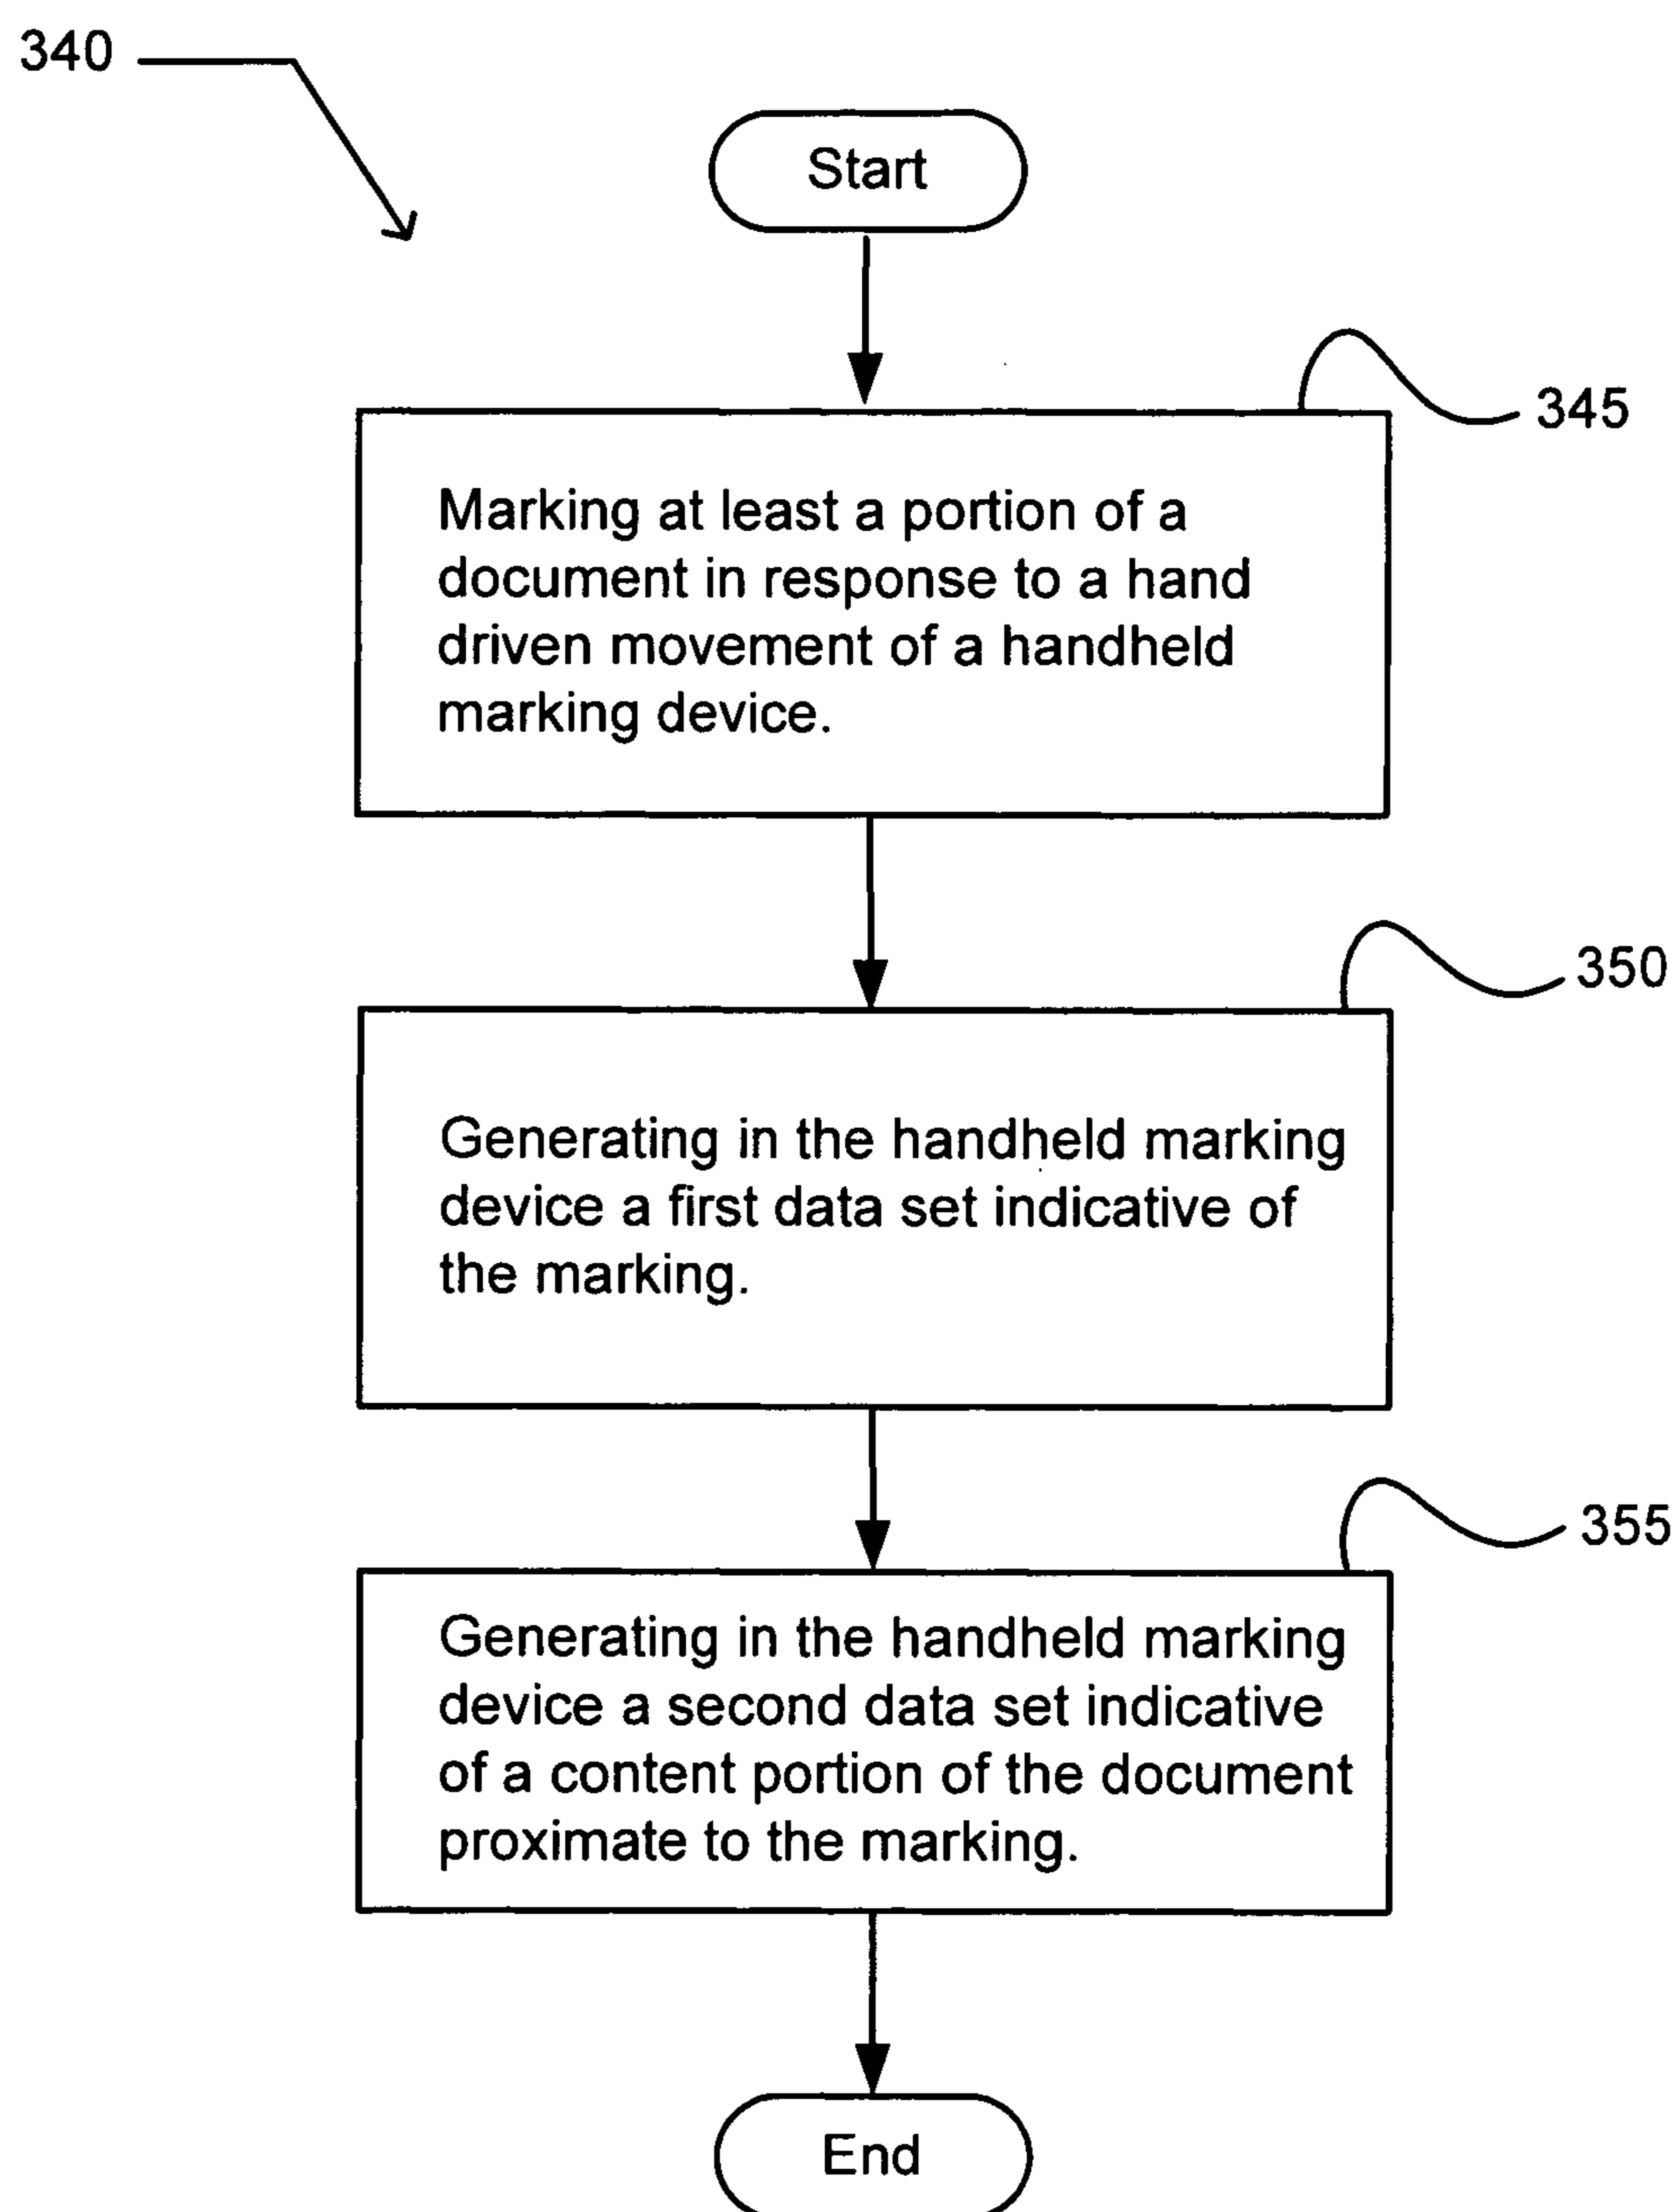 340
Start
345
Marking at least a portion of a
document in response to a hand
driven movement of a handheld
marking device.
350
Generating in the handheld marking
device a first data set indicative of
the marking.
355
Generating in the handheld marking
device a second data set indicative
of a content portion of the document
proximate to the marking.
End